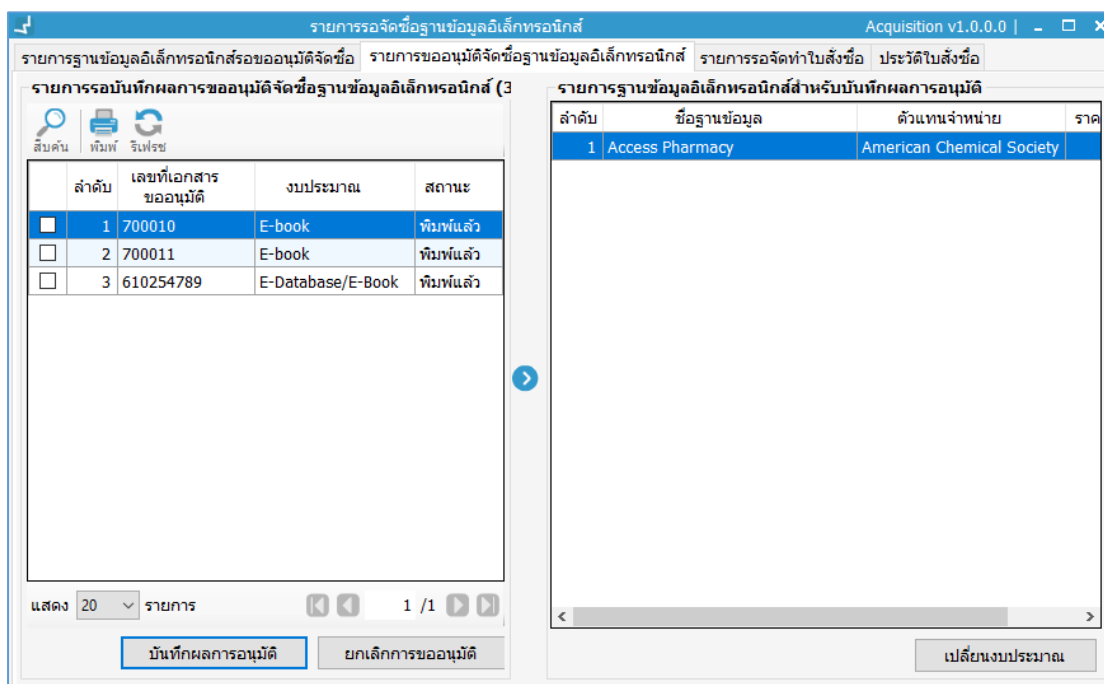 รายการรอจัดซื้อฐานข้อมูลอิเล็กทรอนิกส์ Acquisition v1.0.0.0 |
รายการฐานข้อมูลอิเล็กทรอนิกส์รอขออนุมัติจัดซื้อ รายการขออนุมัติจัดซื้อฐานข้อมูลอิเล็กทรอนิกส์ รายการรอจัดทำใบสั่งซื้อ ประวัติใบสั่งซื้อ
รายการรอบันทึกผลการขออนุมัติจัดซื้อฐานข้อมูลอิเล็กทรอนิกส์ (3
สืบค้น พิมพ์ รีเฟรช
ลำดับ เลขที่เอกสาร งบประมาณ สถานะ
ขออนุมัติ
1 700010 E-book พิมพ์แล้ว
2 700011 E-book พิมพ์แล้ว
3 610254789 E-Database/E-Book พิมพ์แล้ว
แสดง 20 รายการ 1 /1
บันทึกผลการอนุมัติ ยกเลิกการขออนุมัติ
รายการฐานข้อมูลอิเล็กทรอนิกส์สำหรับบันทึกผลการอนุมัติ
ลำดับ ชื่อฐานข้อมูล ตัวแทนจำหน่าย ราค
1 Access Pharmacy American Chemical Society
เปลี่ยนงบประมาณ